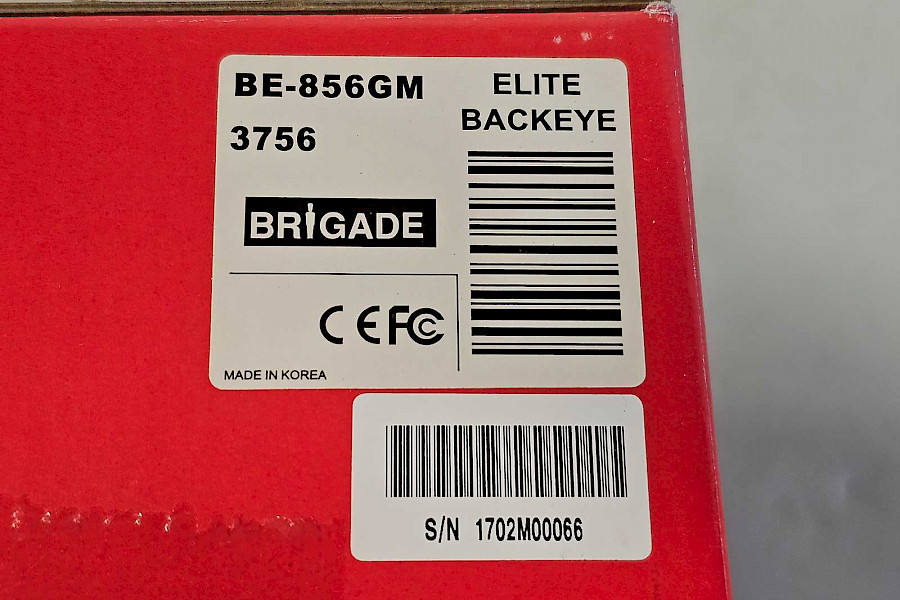 BE-856GM
3756
ELITE
BACKEYE
BRIGADE
CE FC
MADE IN KOREA
S/N 1702M00066